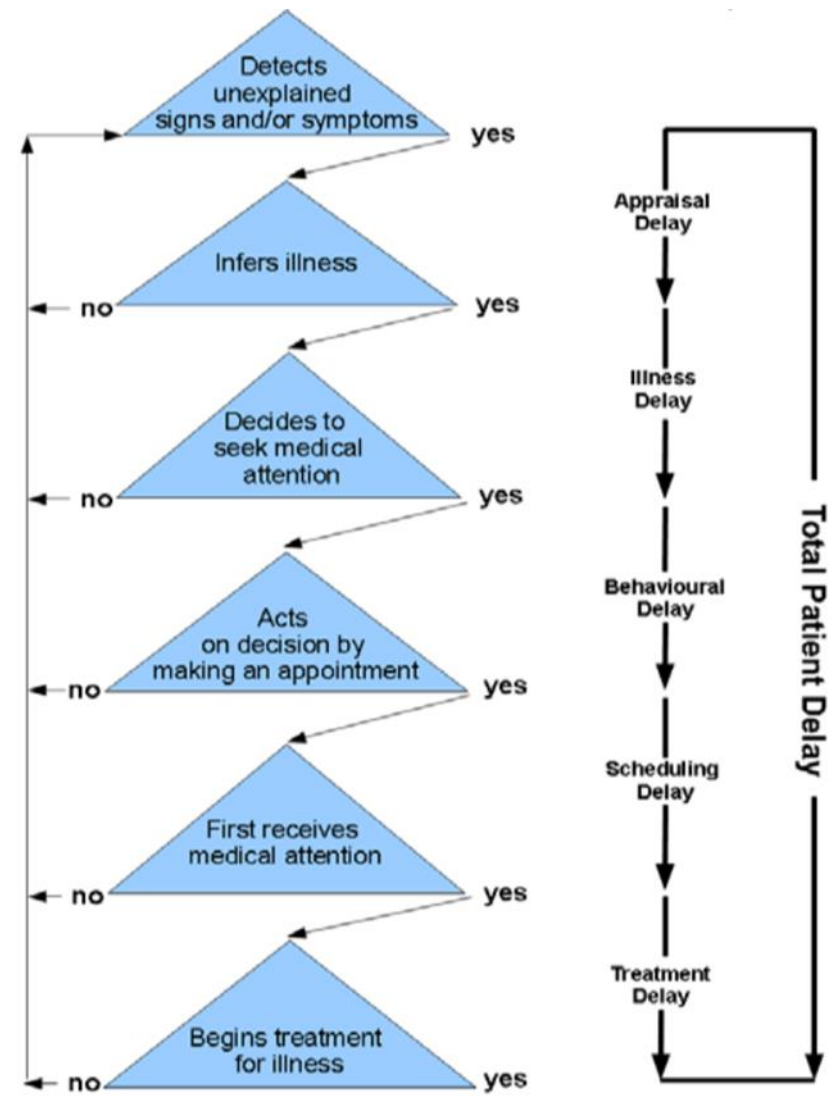 Detects
unexplained
signs and/or symptoms
yes
Appraisal
Delay
Infers illness
no
yes
Illness
Delay
Decides to
seek medical
attention
no
yes
Behavioural
Delay
Acts
on decision by
making an appointment
no
yes
Scheduling
Delay
First receives
medical attention
no
yes
Treatment
Delay
Begins treatment
for illness
no
yes
Total Patient Delay